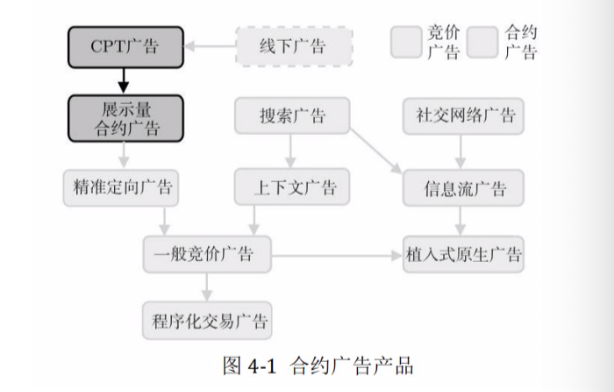 CPT广告
线下广告
竞价
广告
合约
广告
展示量
合约广告
搜索广告
社交网络广告
精准定向广告
上下文广告
信息流广告
一般竞价广告
植入式原生广告
程序化交易广告
图 4-1 合约广告产品